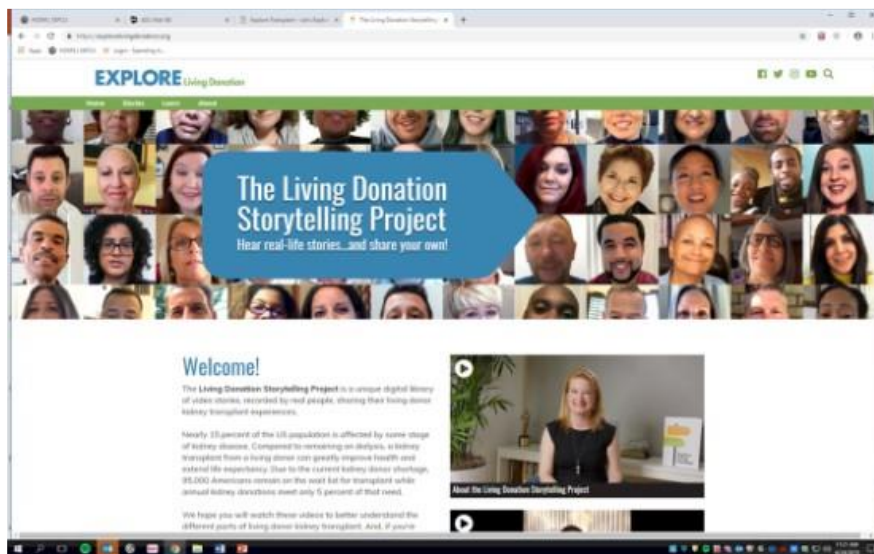 The Living Donation Storytelling
EXPLORE Living Donation
Home Stories Learn About
The Living Donation
Storytelling Project
Hear real-life stories...and share your own!
Welcome!
The Living Donation Storytelling Project is a unique digital library
of video stories, recorded by real people, sharing their living donor
kidney transplant experiences.
Nearly 15 percent of the US population is affected by some stage
of kidney disease. Compared to remaining on dialysis, a kidney
transplant from a living donor can greatly improve health and
extend life expectancy. Due to the current kidney donor shortage,
95,000 Americans remain on the wait list for transplant while
annual kidney donations meet only 5 percent of that need.
We hope you will watch these videos to better understand the
different parts of living donor kidney transplant. And, if you're
About the Living Donation Storytelling Project